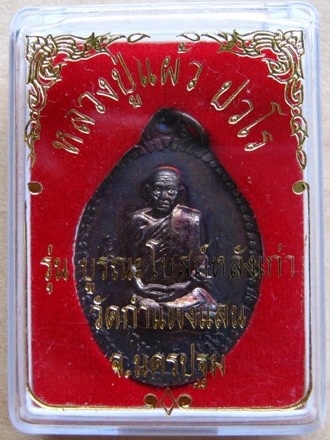 หลวงปู่แผ้ว ปวโร
รุ่น บูรณะโบสถ์หลังเก่า
วัดกำแพงแสน
จ.นครปฐม